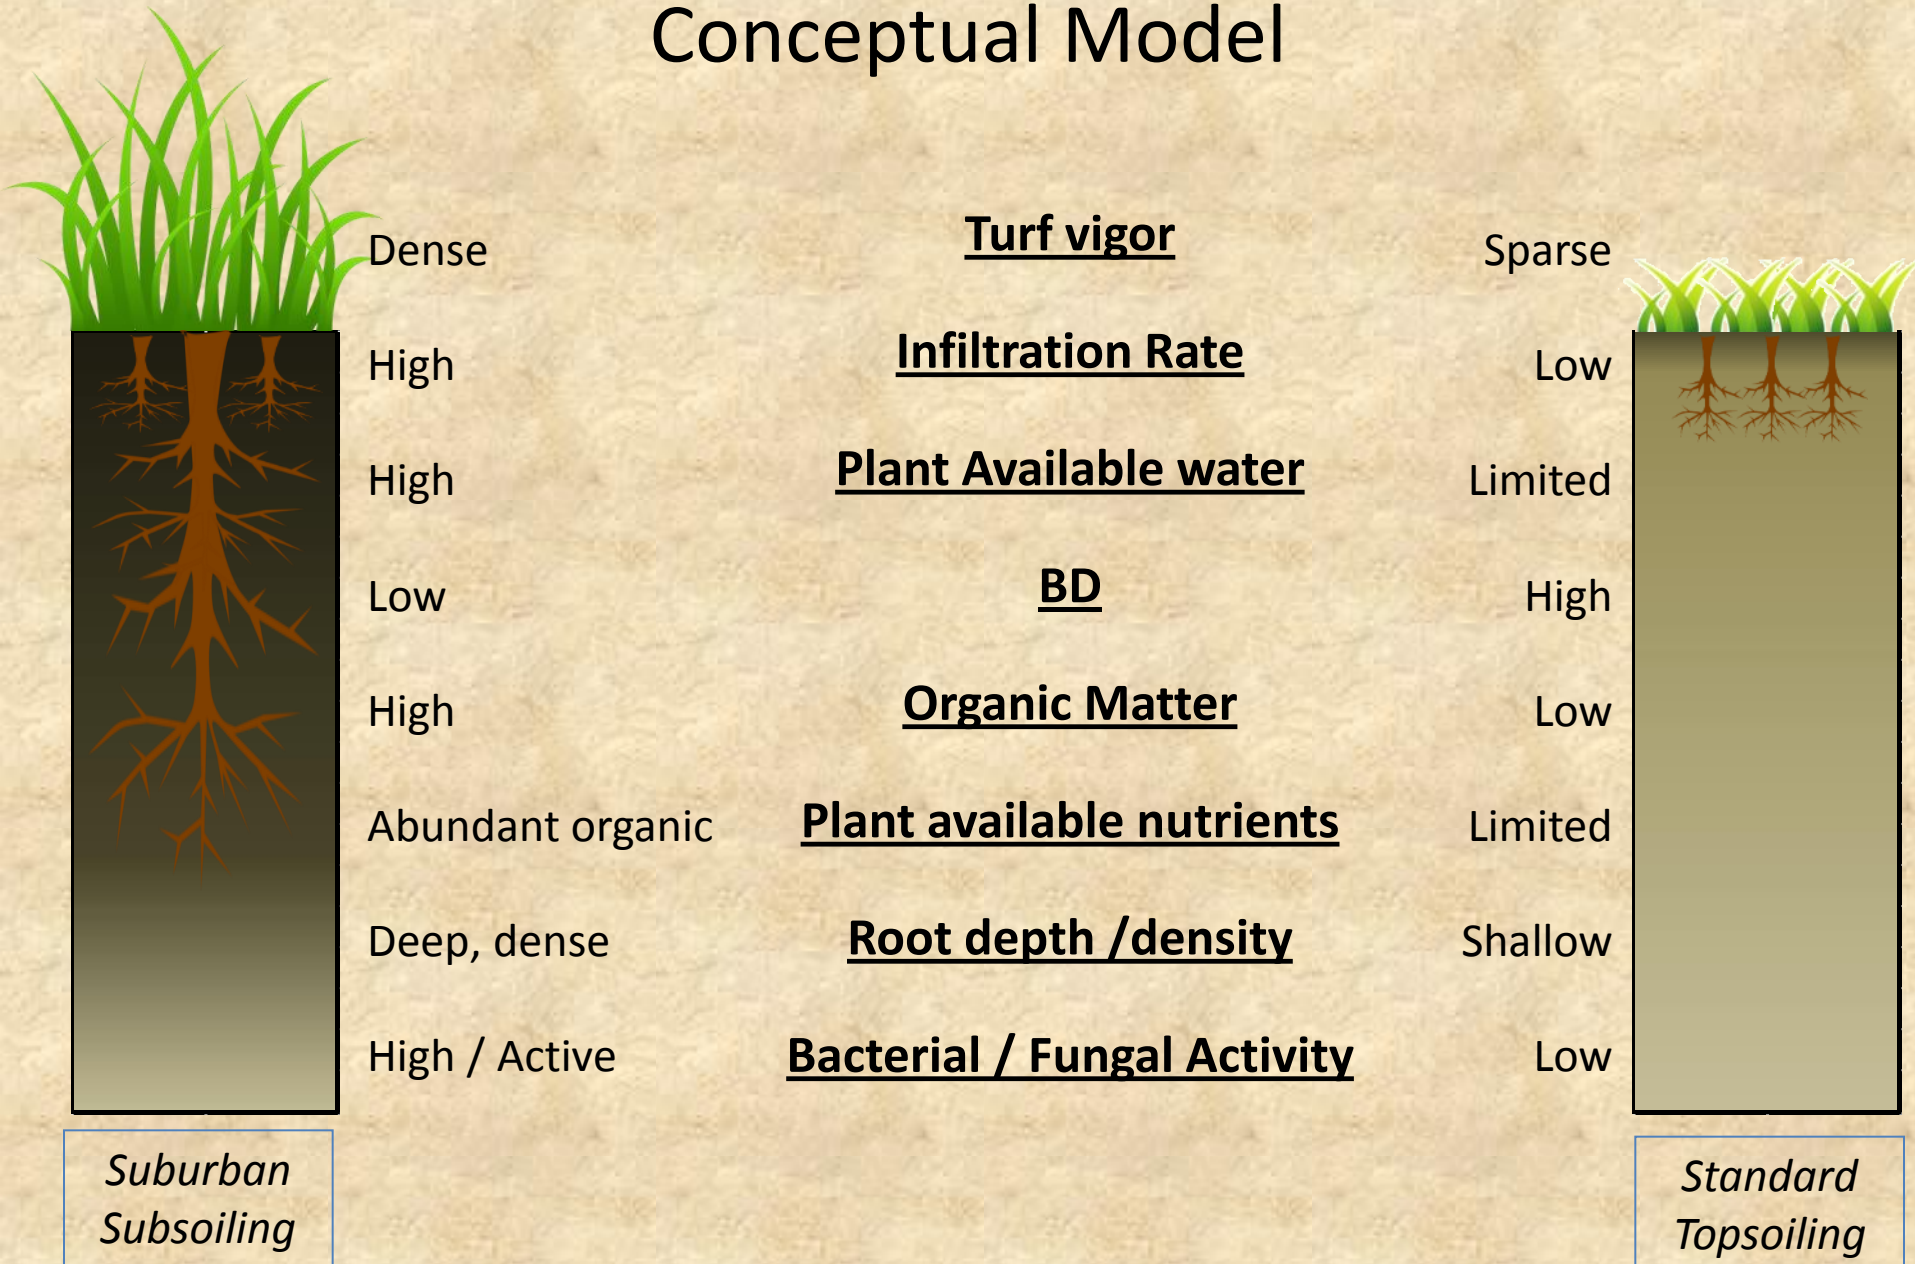 Conceptual Model
Dense
Turf vigor
Sparse
High
Infiltration Rate
Low
High
Plant Available water
Limited
Low
BD
High
High
Organic Matter
Low
Abundant organic
Plant available nutrients
Limited
Deep, dense
Root depth /density
Shallow
High / Active
Bacterial / Fungal Activity
Low
Suburban
Subsoiling
Standard
Topsoiling